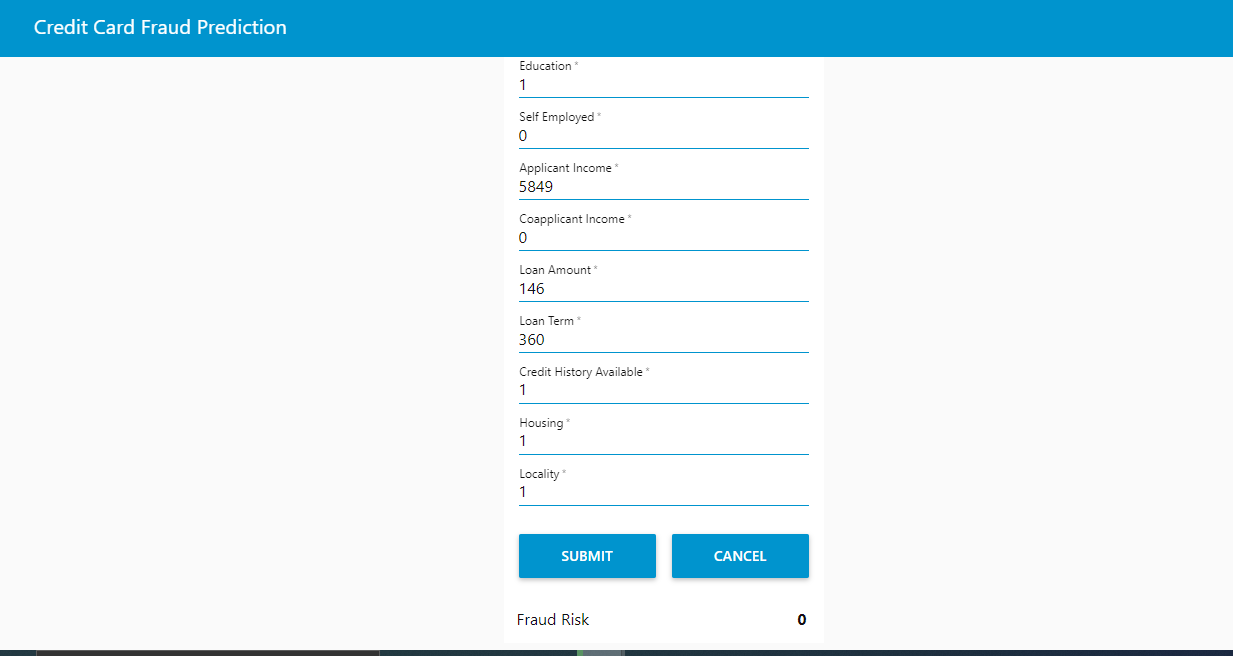 Credit Card Fraud Prediction
Education *
1
Self Employed *
0
Applicant Income *
5849
Coapplicant Income *
0
Loan Amount *
146
Loan Term *
360
Credit History Available *
1
Housing *
1
Locality *
1
SUBMIT CANCEL
Fraud Risk 0